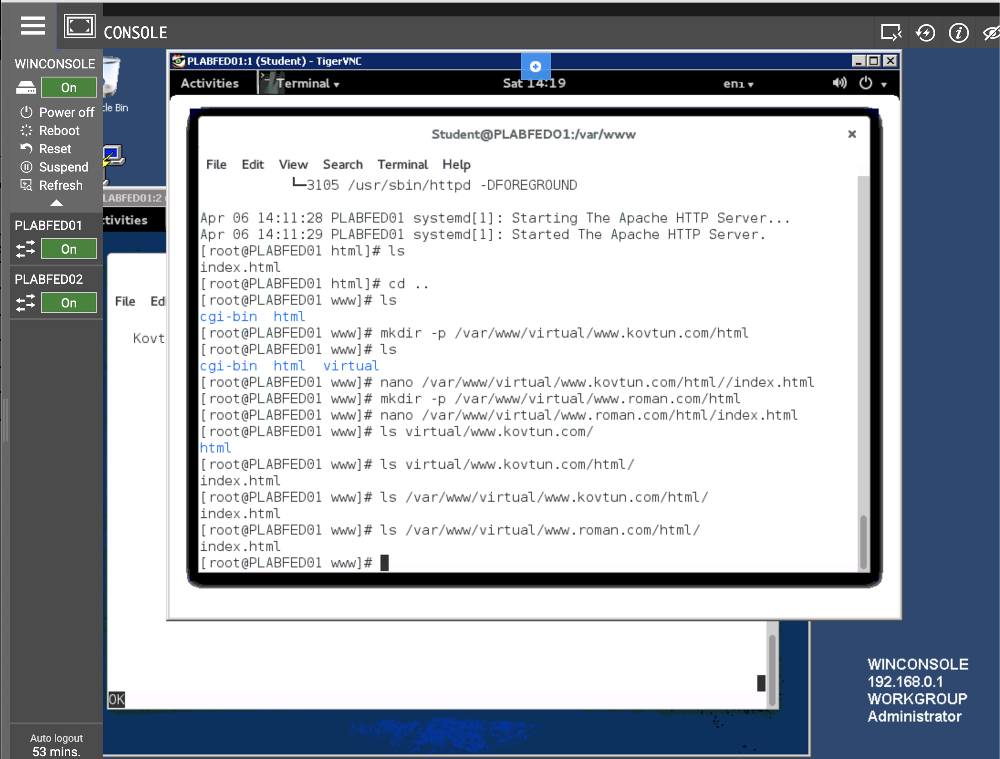 CONSOLE
WINCONSOLE
On
Power off
Reboot
Reset
Suspend
Refresh
PLABFED01
On
PLABFED02
On
Auto logout
53 mins.
cle Bin
LABFED01:2
ctivities
File Ed
Kovt
OK
PLABFED01:1 (Student) - TigerVNC
Activities Terminal Sat 14:19 en1
Student@PLABFED01:/var/www
File Edit View Search Terminal Help
└─3105 /usr/sbin/httpd -DFOREGROUND
Apr 06 14:11:28 PLABFED01 systemd[1]: Starting The Apache HTTP Server...
Apr 06 14:11:29 PLABFED01 systemd[1]: Started The Apache HTTP Server.
[root@PLABFED01 html]# ls
index.html
[root@PLABFED01 html]# cd ..
[root@PLABFED01 www]# ls
cgi-bin html
[root@PLABFED01 www]# mkdir -p /var/www/virtual/www.kovtun.com/html
[root@PLABFED01 www]# ls
cgi-bin html virtual
[root@PLABFED01 www]# nano /var/www/virtual/www.kovtun.com/html//index.html
[root@PLABFED01 www]# mkdir -p /var/www/virtual/www.roman.com/html
[root@PLABFED01 www]# nano /var/www/virtual/www.roman.com/html/index.html
[root@PLABFED01 www]# ls virtual/www.kovtun.com/
html
[root@PLABFED01 www]# ls virtual/www.kovtun.com/html/
index.html
[root@PLABFED01 www]# ls /var/www/virtual/www.kovtun.com/html/
index.html
[root@PLABFED01 www]# ls /var/www/virtual/www.roman.com/html/
index.html
[root@PLABFED01 www]#
WINCONSOLE
192.168.0.1
WORKGROUP
Administrator